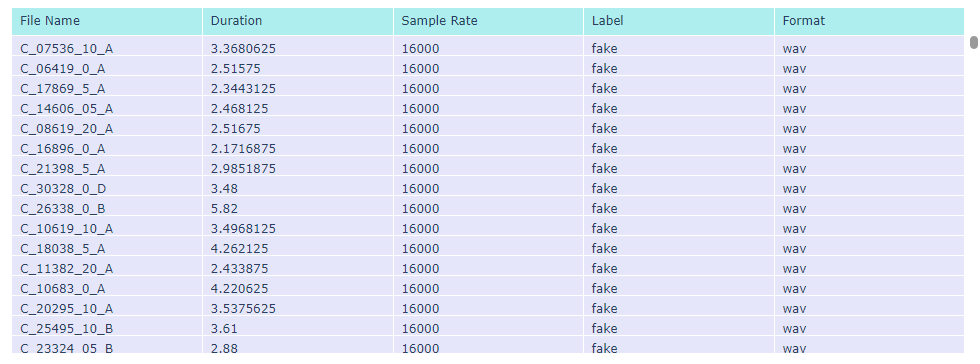 File Name Duration Sample Rate Label Format
C_07536_10_A 3.3680625 16000 fake wav
C_06419_0_A 2.51575 16000 fake wav
C_17869_5_A 2.3443125 16000 fake wav
C_14606_05_A 2.468125 16000 fake wav
C_08619_20_A 2.51675 16000 fake wav
C_16896_0_A 2.1716875 16000 fake wav
C_21398_5_A 2.9851875 16000 fake wav
C_30328_0_D 3.48 16000 fake wav
C_26338_0_B 5.82 16000 fake wav
C_10619_10_A 3.4968125 16000 fake wav
C_18038_5_A 4.262125 16000 fake wav
C_11382_20_A 2.433875 16000 fake wav
C_10683_0_A 4.220625 16000 fake wav
C_20295_10_A 3.5375625 16000 fake wav
C_25495_10_B 3.61 16000 fake wav
C_23324_05_B 2.88 16000 fake wav